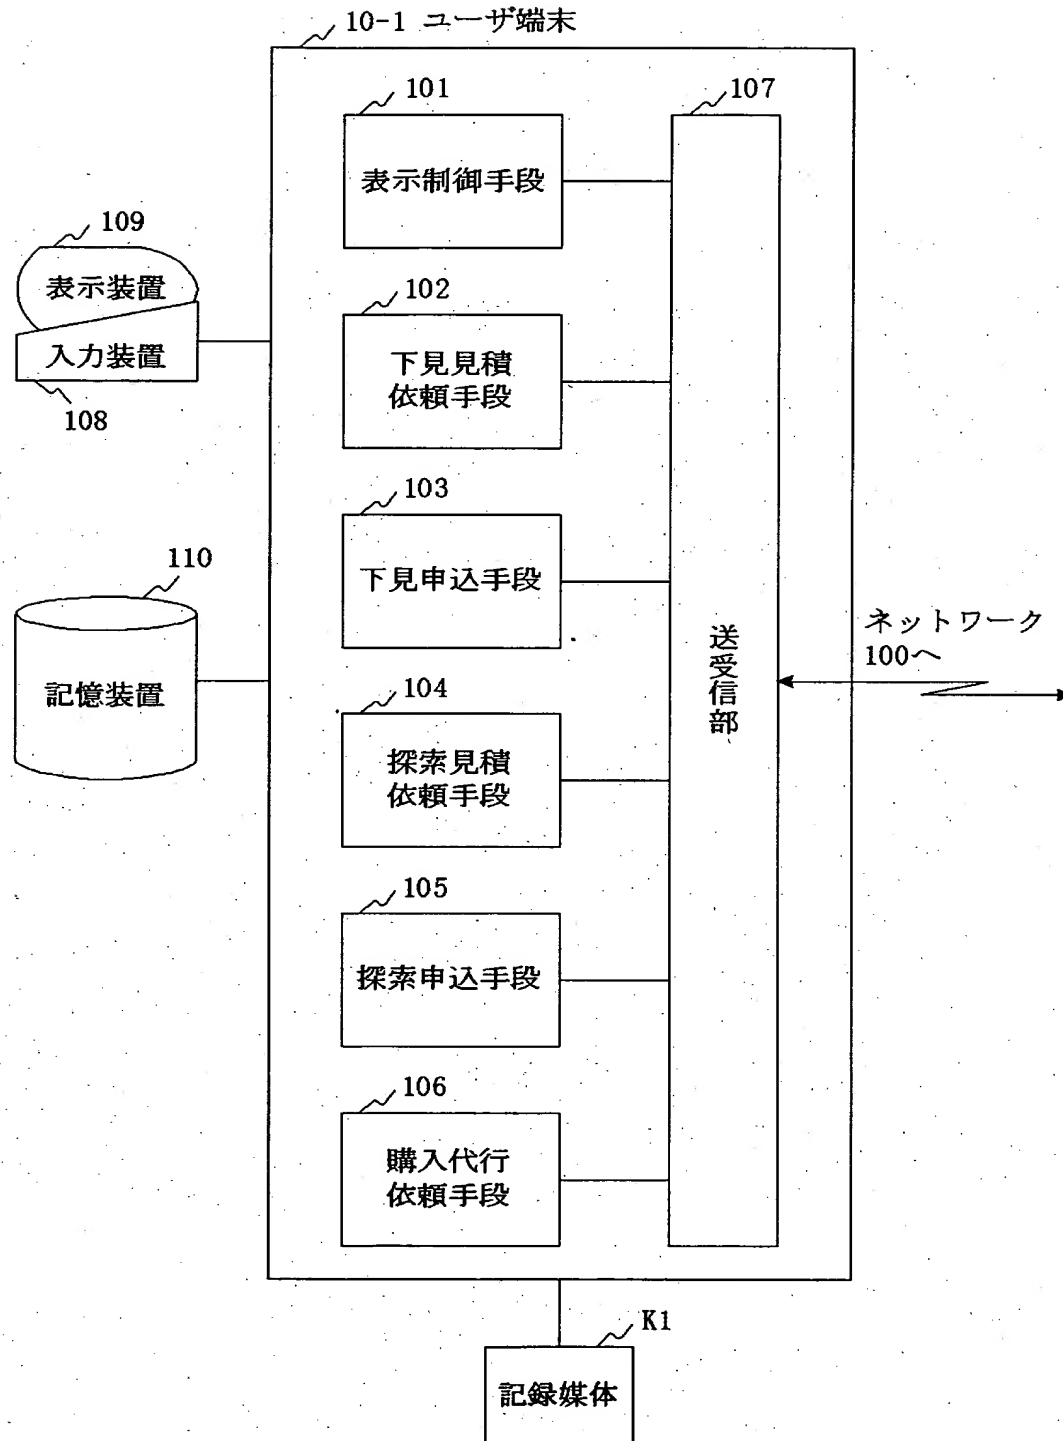 10-1 ユーザ端末
101
表示制御手段
107
109
表示装置
入力装置
108
102
下見見積
依頼手段
103
下見申込手段
110
記憶装置
104
探索見積
依頼手段
送受信部
ネットワーク
100へ
105
探索申込手段
106
購入代行
依頼手段
K1
記録媒体